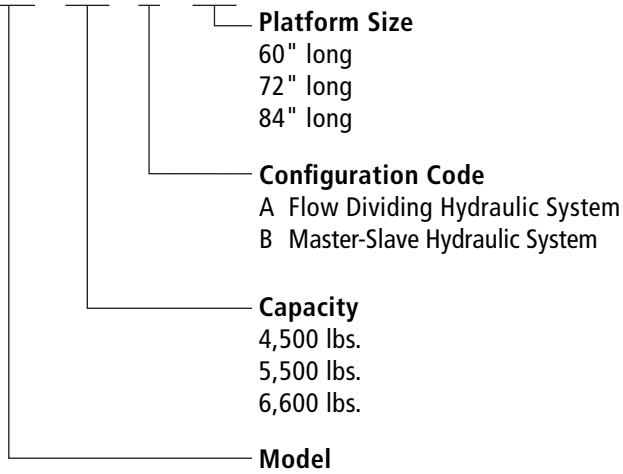 Platform Size
60" long
72" long
84" long
Configuration Code
A Flow Dividing Hydraulic System
B Master-Slave Hydraulic System
Capacity
4,500 lbs.
5,500 lbs.
6,600 lbs.
Model